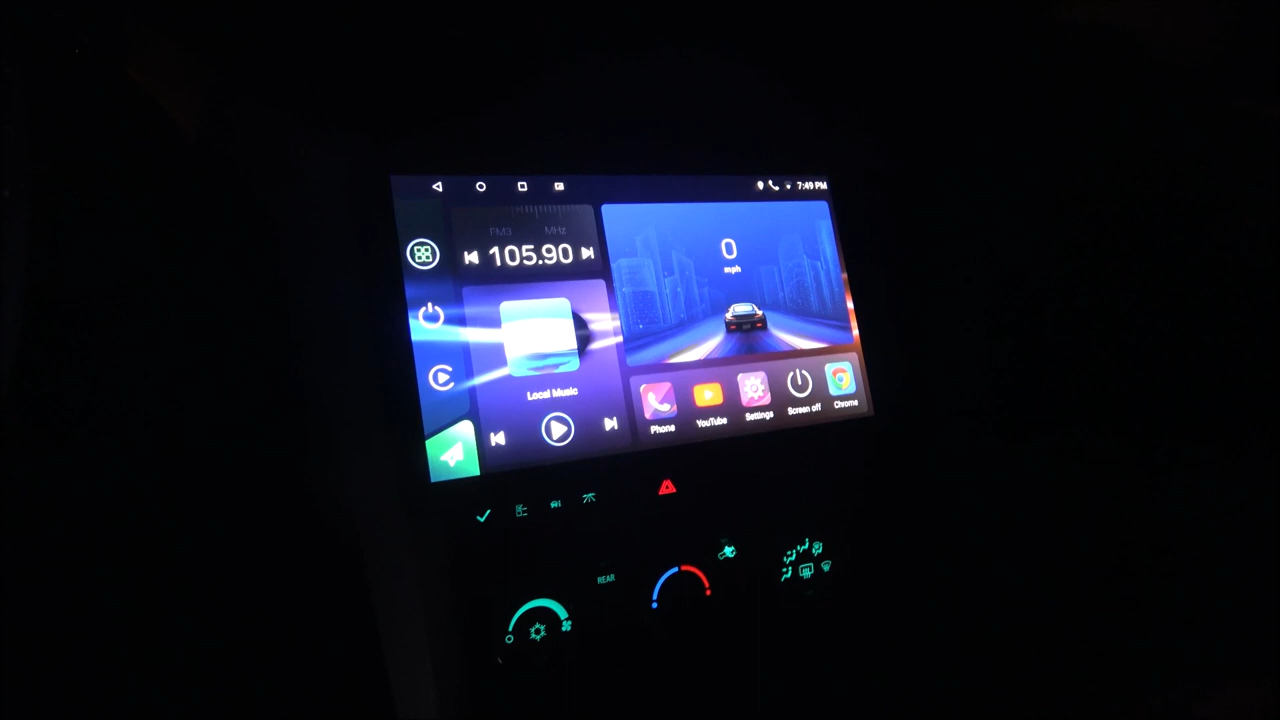 7:49 PM
FM3 MHz
105.90
0
mph
Local Music
Phone
YouTube
Settings
Screen off
Chrome
REAR